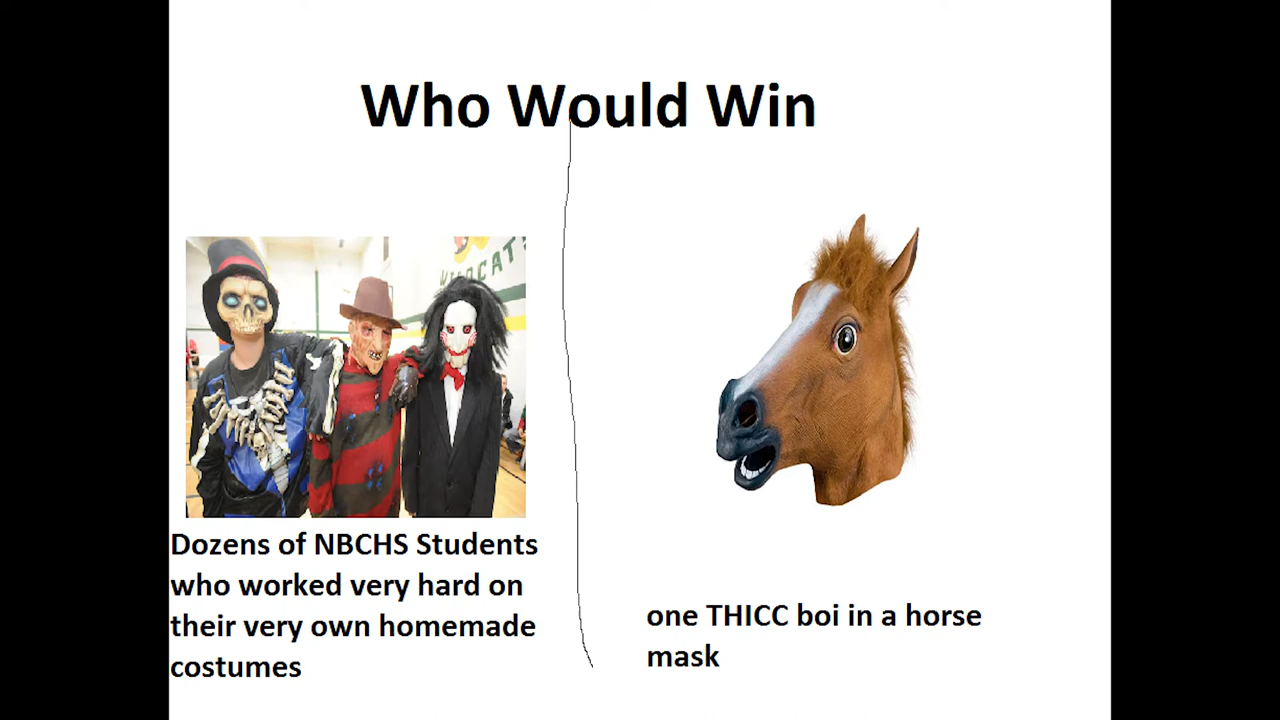 Who Would Win
WILDCATS
Dozens of NBCHS Students
who worked very hard on
their very own homemade
costumes
one THICC boi in a horse
mask